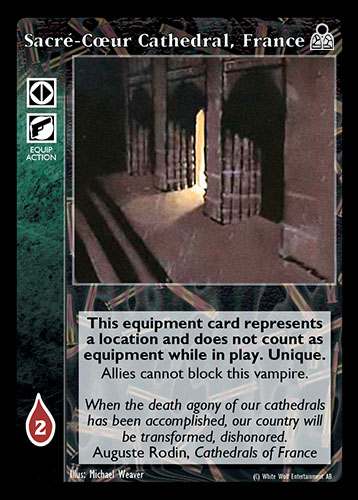 Sacré-Cœur Cathedral, France
EQUIP
ACTION
This equipment card represents
a location and does not count as
equipment while in play. Unique.
Allies cannot block this vampire.
When the death agony of our cathedrals
has been accomplished, our country will
be transformed, dishonored.
Auguste Rodin, Cathedrals of France
2
Illus: Michael Weaver
(C) White Wolf Entertainment AB